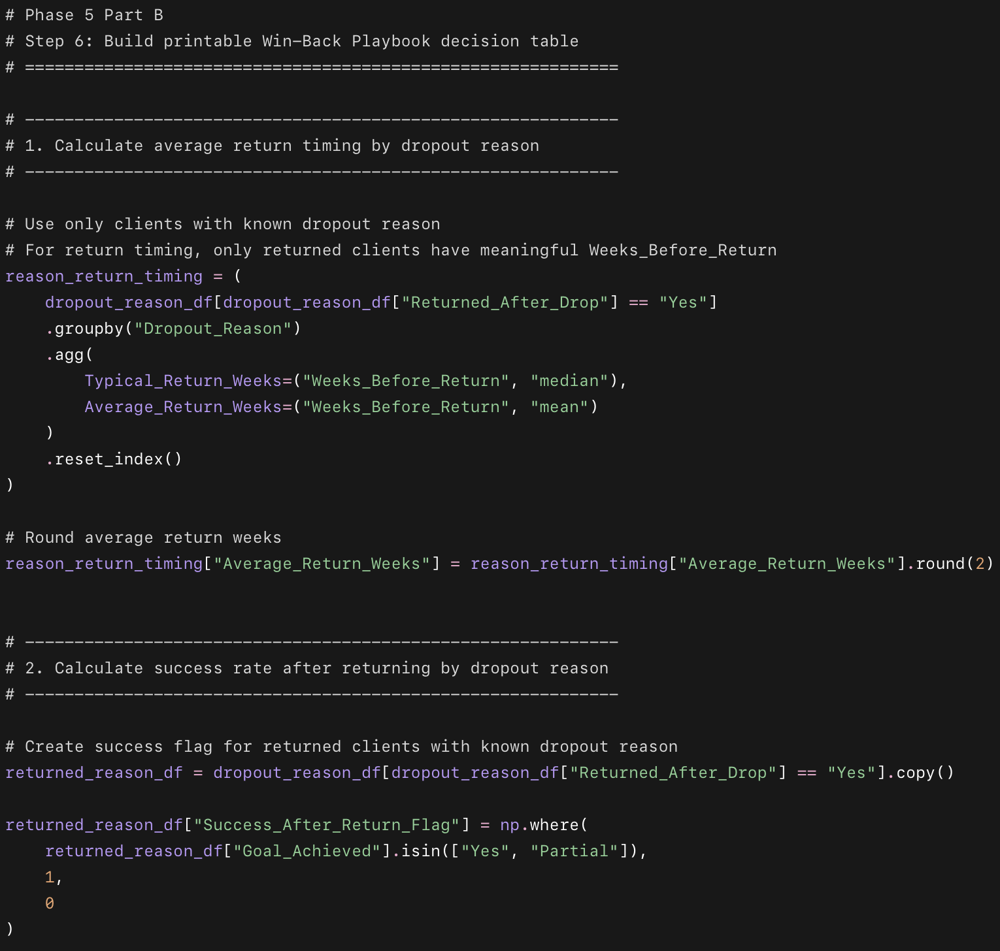 # Phase 5 Part B
# Step 6: Build printable Win-Back Playbook decision table
# ============================================================

# ------------------------------------------------------------
# 1. Calculate average return timing by dropout reason
# ------------------------------------------------------------

# Use only clients with known dropout reason
# For return timing, only returned clients have meaningful Weeks_Before_Return
reason_return_timing = (
    dropout_reason_df[dropout_reason_df["Returned_After_Drop"] == "Yes"]
    .groupby("Dropout_Reason")
    .agg(
        Typical_Return_Weeks=("Weeks_Before_Return", "median"),
        Average_Return_Weeks=("Weeks_Before_Return", "mean")
    )
    .reset_index()
)

# Round average return weeks
reason_return_timing["Average_Return_Weeks"] = reason_return_timing["Average_Return_Weeks"].round(2)


# ------------------------------------------------------------
# 2. Calculate success rate after returning by dropout reason
# ------------------------------------------------------------

# Create success flag for returned clients with known dropout reason
returned_reason_df = dropout_reason_df[dropout_reason_df["Returned_After_Drop"] == "Yes"].copy()

returned_reason_df["Success_After_Return_Flag"] = np.where(
    returned_reason_df["Goal_Achieved"].isin(["Yes", "Partial"]),
    1,
    0
)